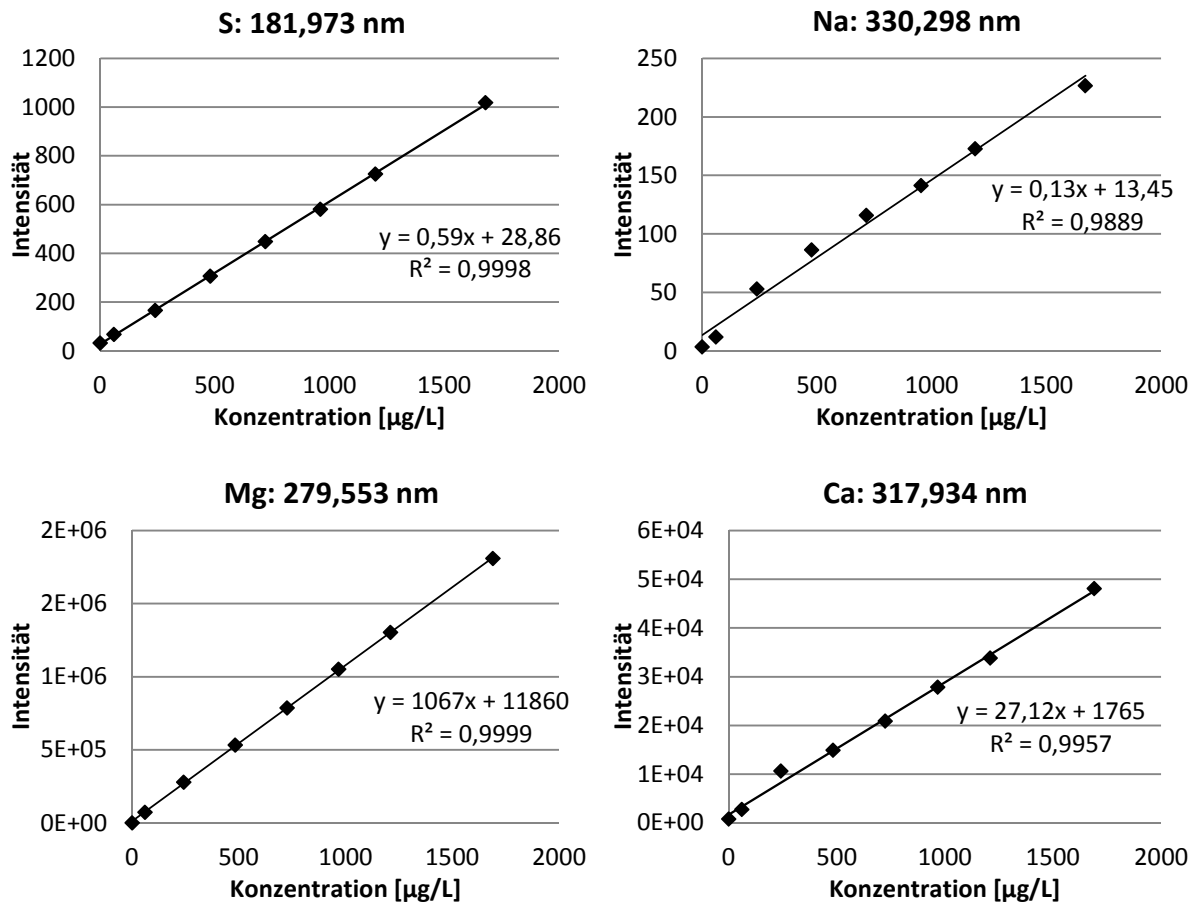 S: 181,973 nm
1200
1000
800
600
400
200
0
Intensität
y = 0,59x + 28,86
R² = 0,9998
0 500 1000 1500 2000
Konzentration [µg/L]
Na: 330,298 nm
250
200
150
100
50
0
Intensität
y = 0,13x + 13,45
R² = 0,9889
0 500 1000 1500 2000
Konzentration [µg/L]
Mg: 279,553 nm
2E+06
2E+06
1E+06
5E+05
0E+00
Intensität
y = 1067x + 11860
R² = 0,9999
0 500 1000 1500 2000
Konzentration [µg/L]
Ca: 317,934 nm
6E+04
5E+04
4E+04
3E+04
2E+04
1E+04
0E+00
Intensität
y = 27,12x + 1765
R² = 0,9957
0 500 1000 1500 2000
Konzentration [µg/L]